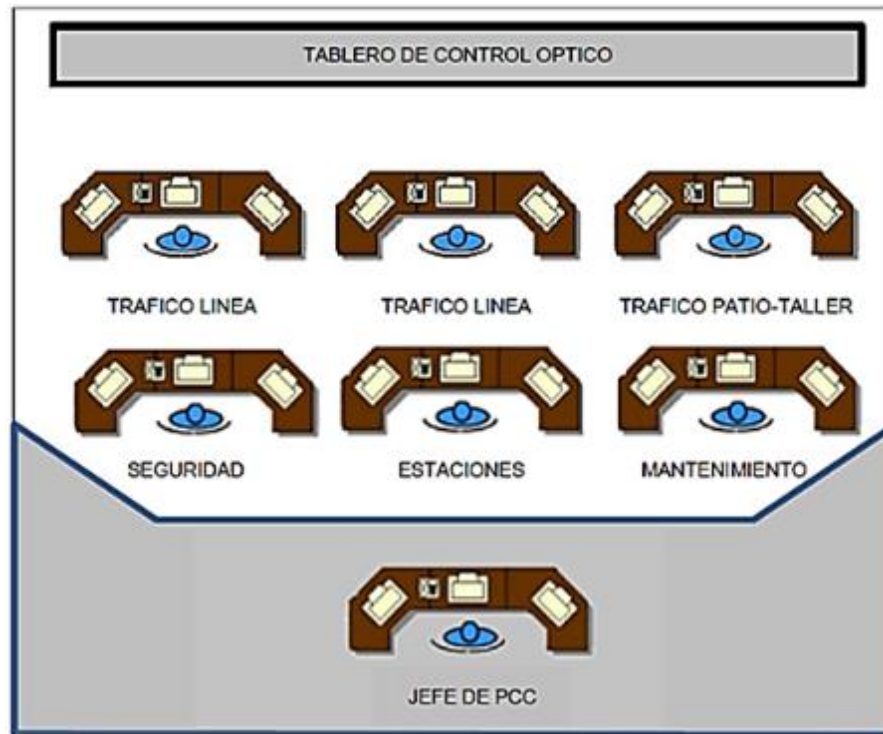 TABLERO DE CONTROL OPTICO
TRAFICO LINEA
TRAFICO LINEA
TRAFICO PATIO-TALLER
SEGURIDAD
ESTACIONES
MANTENIMIENTO
JEFE DE PCC